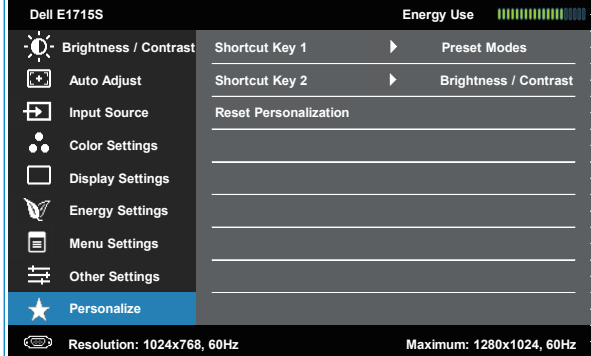 Dell E1715S Energy Use
Brightness / Contrast Shortcut Key 1 Preset Modes
Auto Adjust Shortcut Key 2 Brightness / Contrast
Input Source Reset Personalization
Color Settings
Display Settings
Energy Settings
Menu Settings
Other Settings
Personalize
Resolution: 1024x768, 60Hz Maximum: 1280x1024, 60Hz